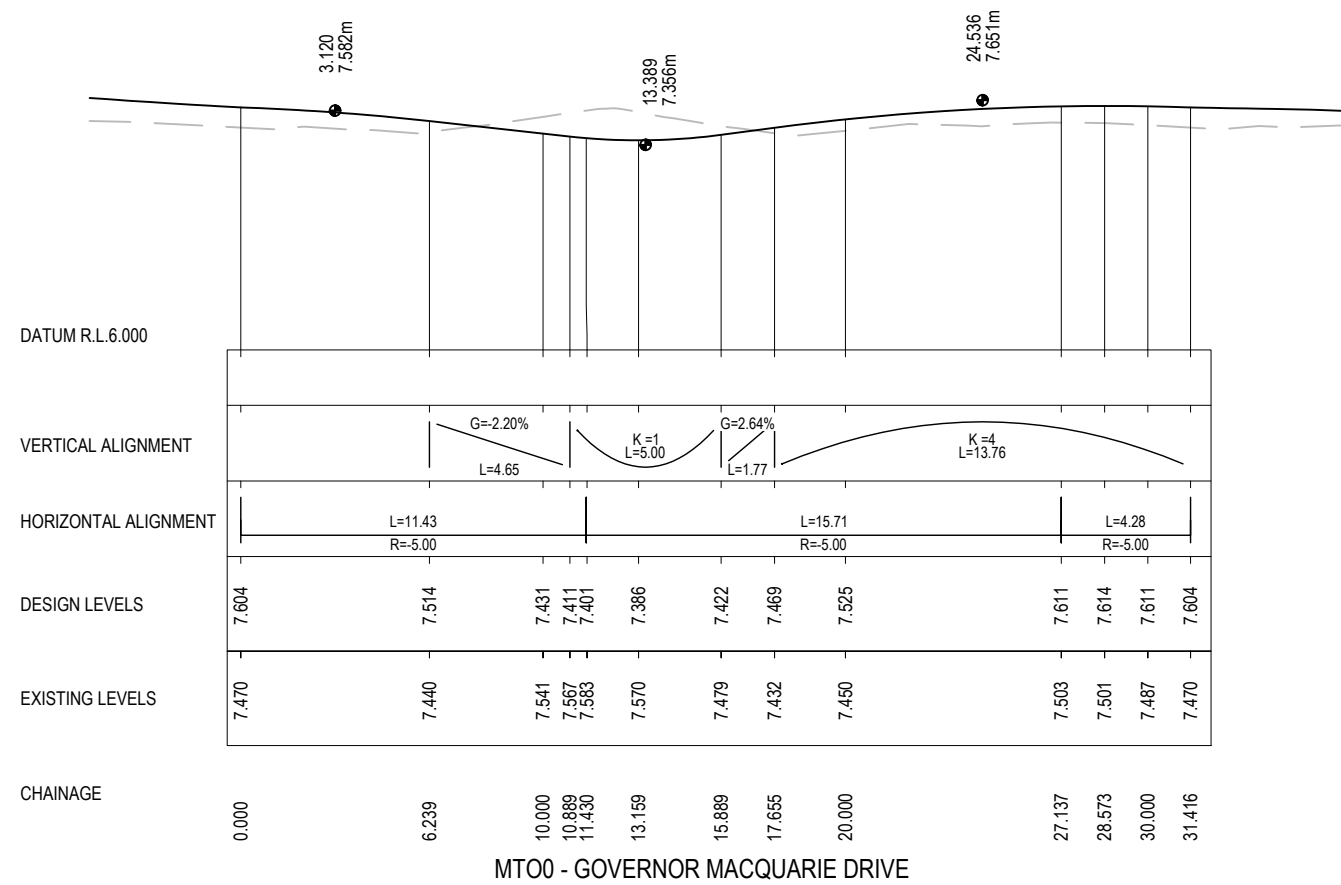 3.120
7.582m
13.389
7.356m
24.536
7.651m
DATUM R.L.6.000
VERTICAL ALIGNMENT
G=-2.20%
L=4.65
K =1
L=5.00
G=2.64%
L=1.77
K =4
L=13.76
HORIZONTAL ALIGNMENT
L=11.43
R=-5.00
L=15.71
R=-5.00
L=4.28
R=-5.00
DESIGN LEVELS
7.604
7.514
7.431
7.411
7.401
7.386
7.422
7.469
7.525
7.611
7.614
7.611
7.604
EXISTING LEVELS
7.470
7.440
7.541
7.567
7.583
7.570
7.479
7.432
7.450
7.503
7.501
7.487
7.470
CHAINAGE
0.000
6.239
10.000
10.889
11.430
13.159
15.889
17.655
20.000
27.137
28.573
30.000
31.416
MTO0 - GOVERNOR MACQUARIE DRIVE